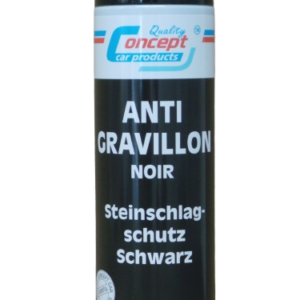 Quality
Concept
car products
ANTI
GRAVILLON
NOIR
Steinschlag-
schutz
Schwarz